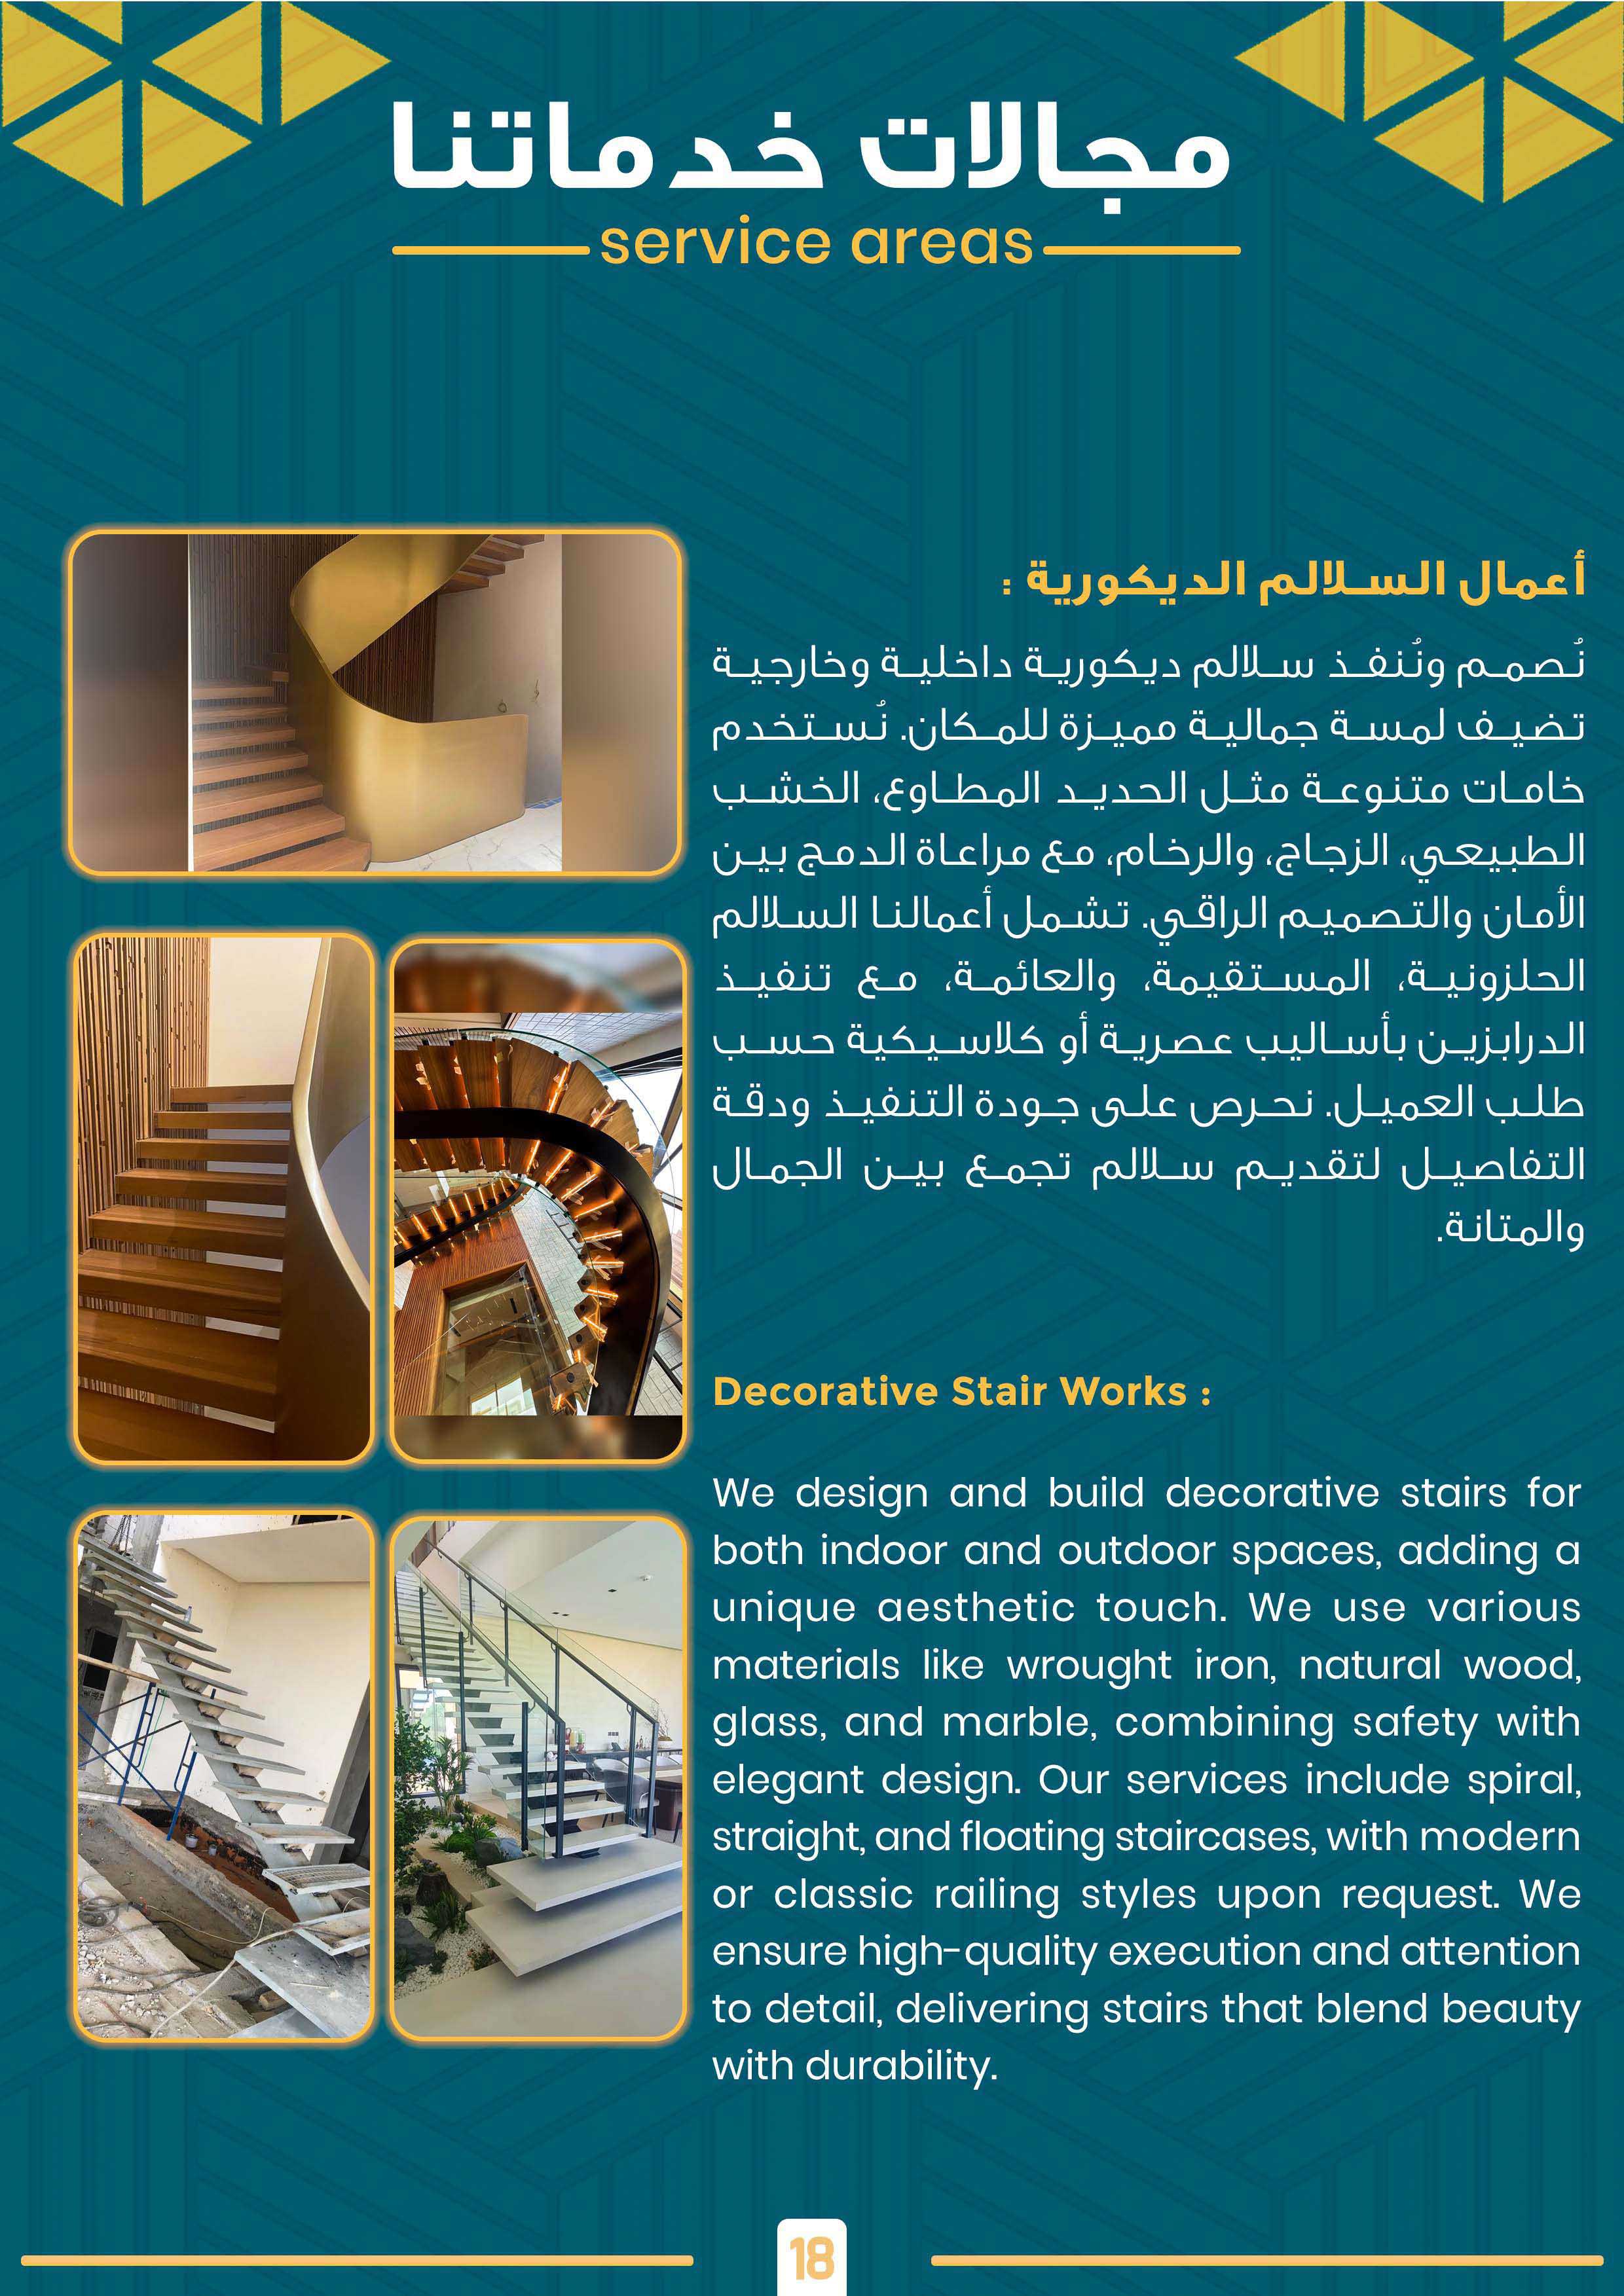 مجالات خدماتنا
service areas
أعمال السلالم الديكورية :
نُصمم ونُنفذ سلالم ديكورية داخلية وخارجية
تضيف لمسة جمالية مميزة للمكان. نُستخدم
خامات متنوعة مثل الحديد المطاوع، الخشب
الطبيعي، الزجاج، والرخام، مع مراعاة الدمج بين
الأمان والتصميم الراقي. تشمل أعمالنا السلالم
الحلزونية، المستقيمة، والعائمة، مع تنفيذ
الدرابزين بأساليب عصرية أو كلاسيكية حسب
طلب العميل. نحرص على جودة التنفيذ ودقة
التفاصيل لتقديم سلالم تجمع بين الجمال
والمتانة.
Decorative Stair Works :
We design and build decorative stairs for
both indoor and outdoor spaces, adding a
unique aesthetic touch. We use various
materials like wrought iron, natural wood,
glass, and marble, combining safety with
elegant design. Our services include spiral,
straight, and floating staircases, with modern
or classic railing styles upon request. We
ensure high-quality execution and attention
to detail, delivering stairs that blend beauty
with durability.
18